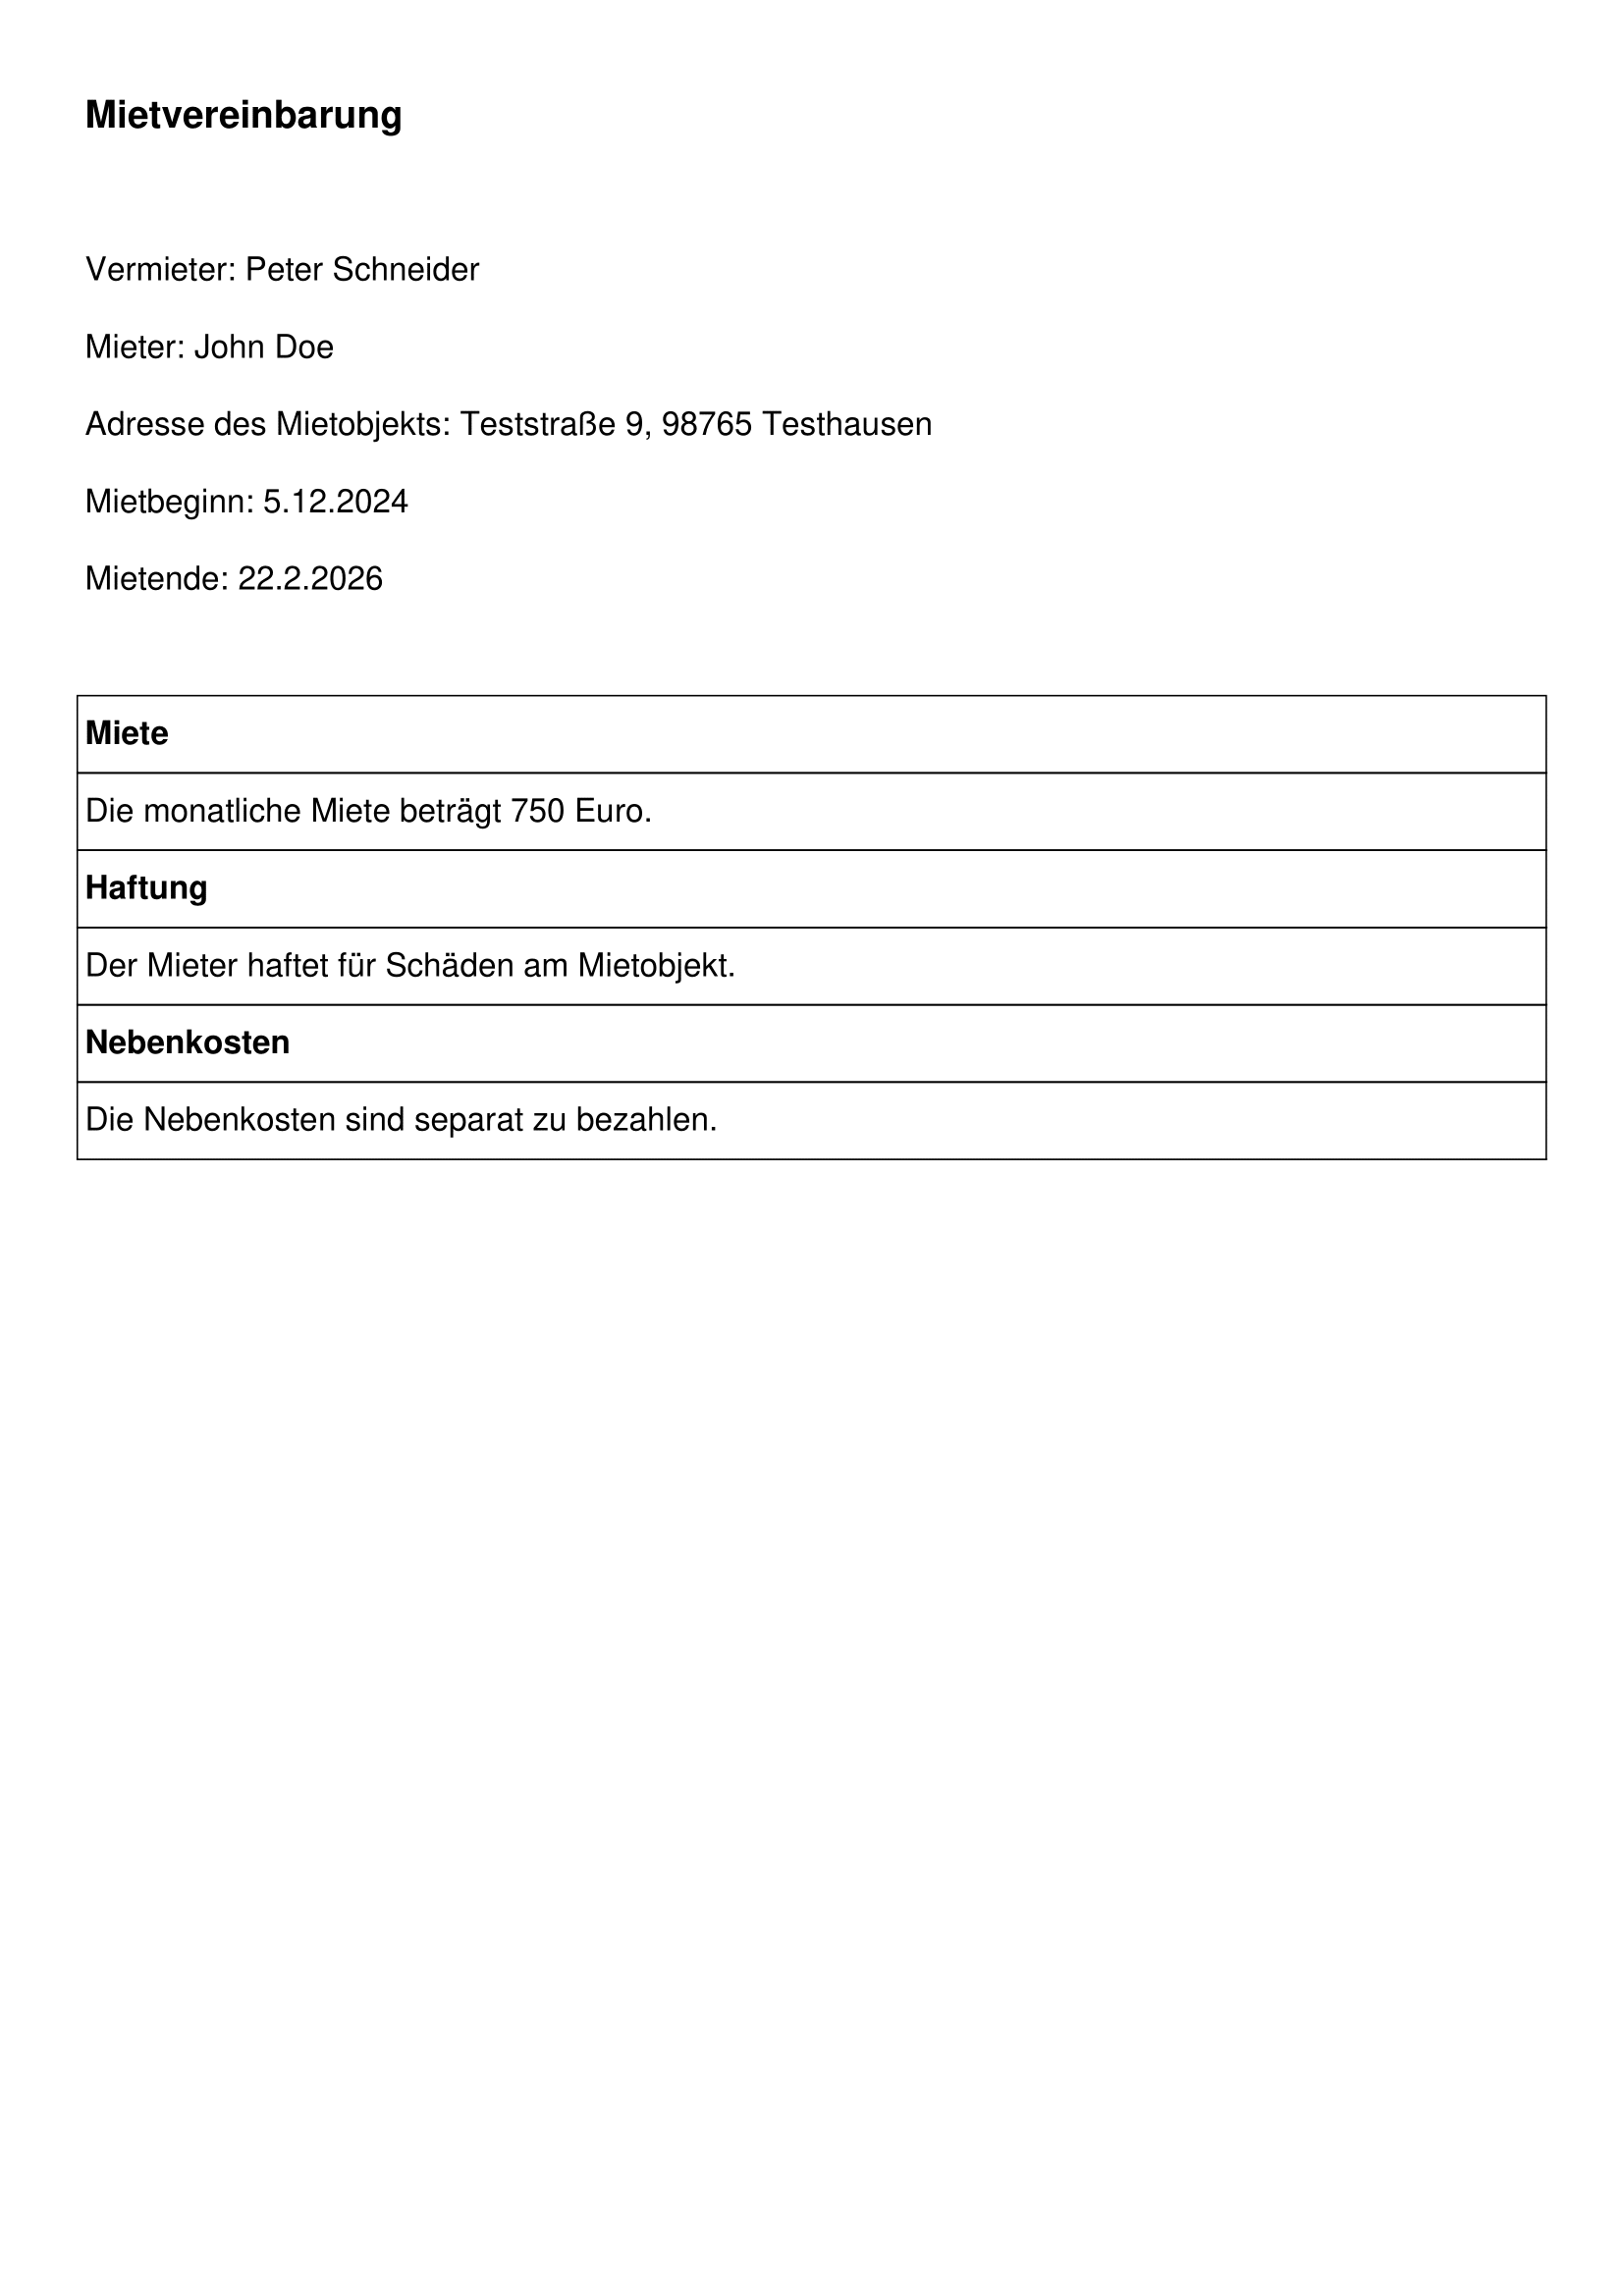 Mietvereinbarung
Vermieter: Peter Schneider
Mieter: John Doe
Adresse des Mietobjekts: Teststraße 9, 98765 Testhausen
Mietbeginn: 5.12.2024
Mietende: 22.2.2026
Miete
Die monatliche Miete beträgt 750 Euro.
Haftung
Der Mieter haftet für Schäden am Mietobjekt.
Nebenkosten
Die Nebenkosten sind separat zu bezahlen.